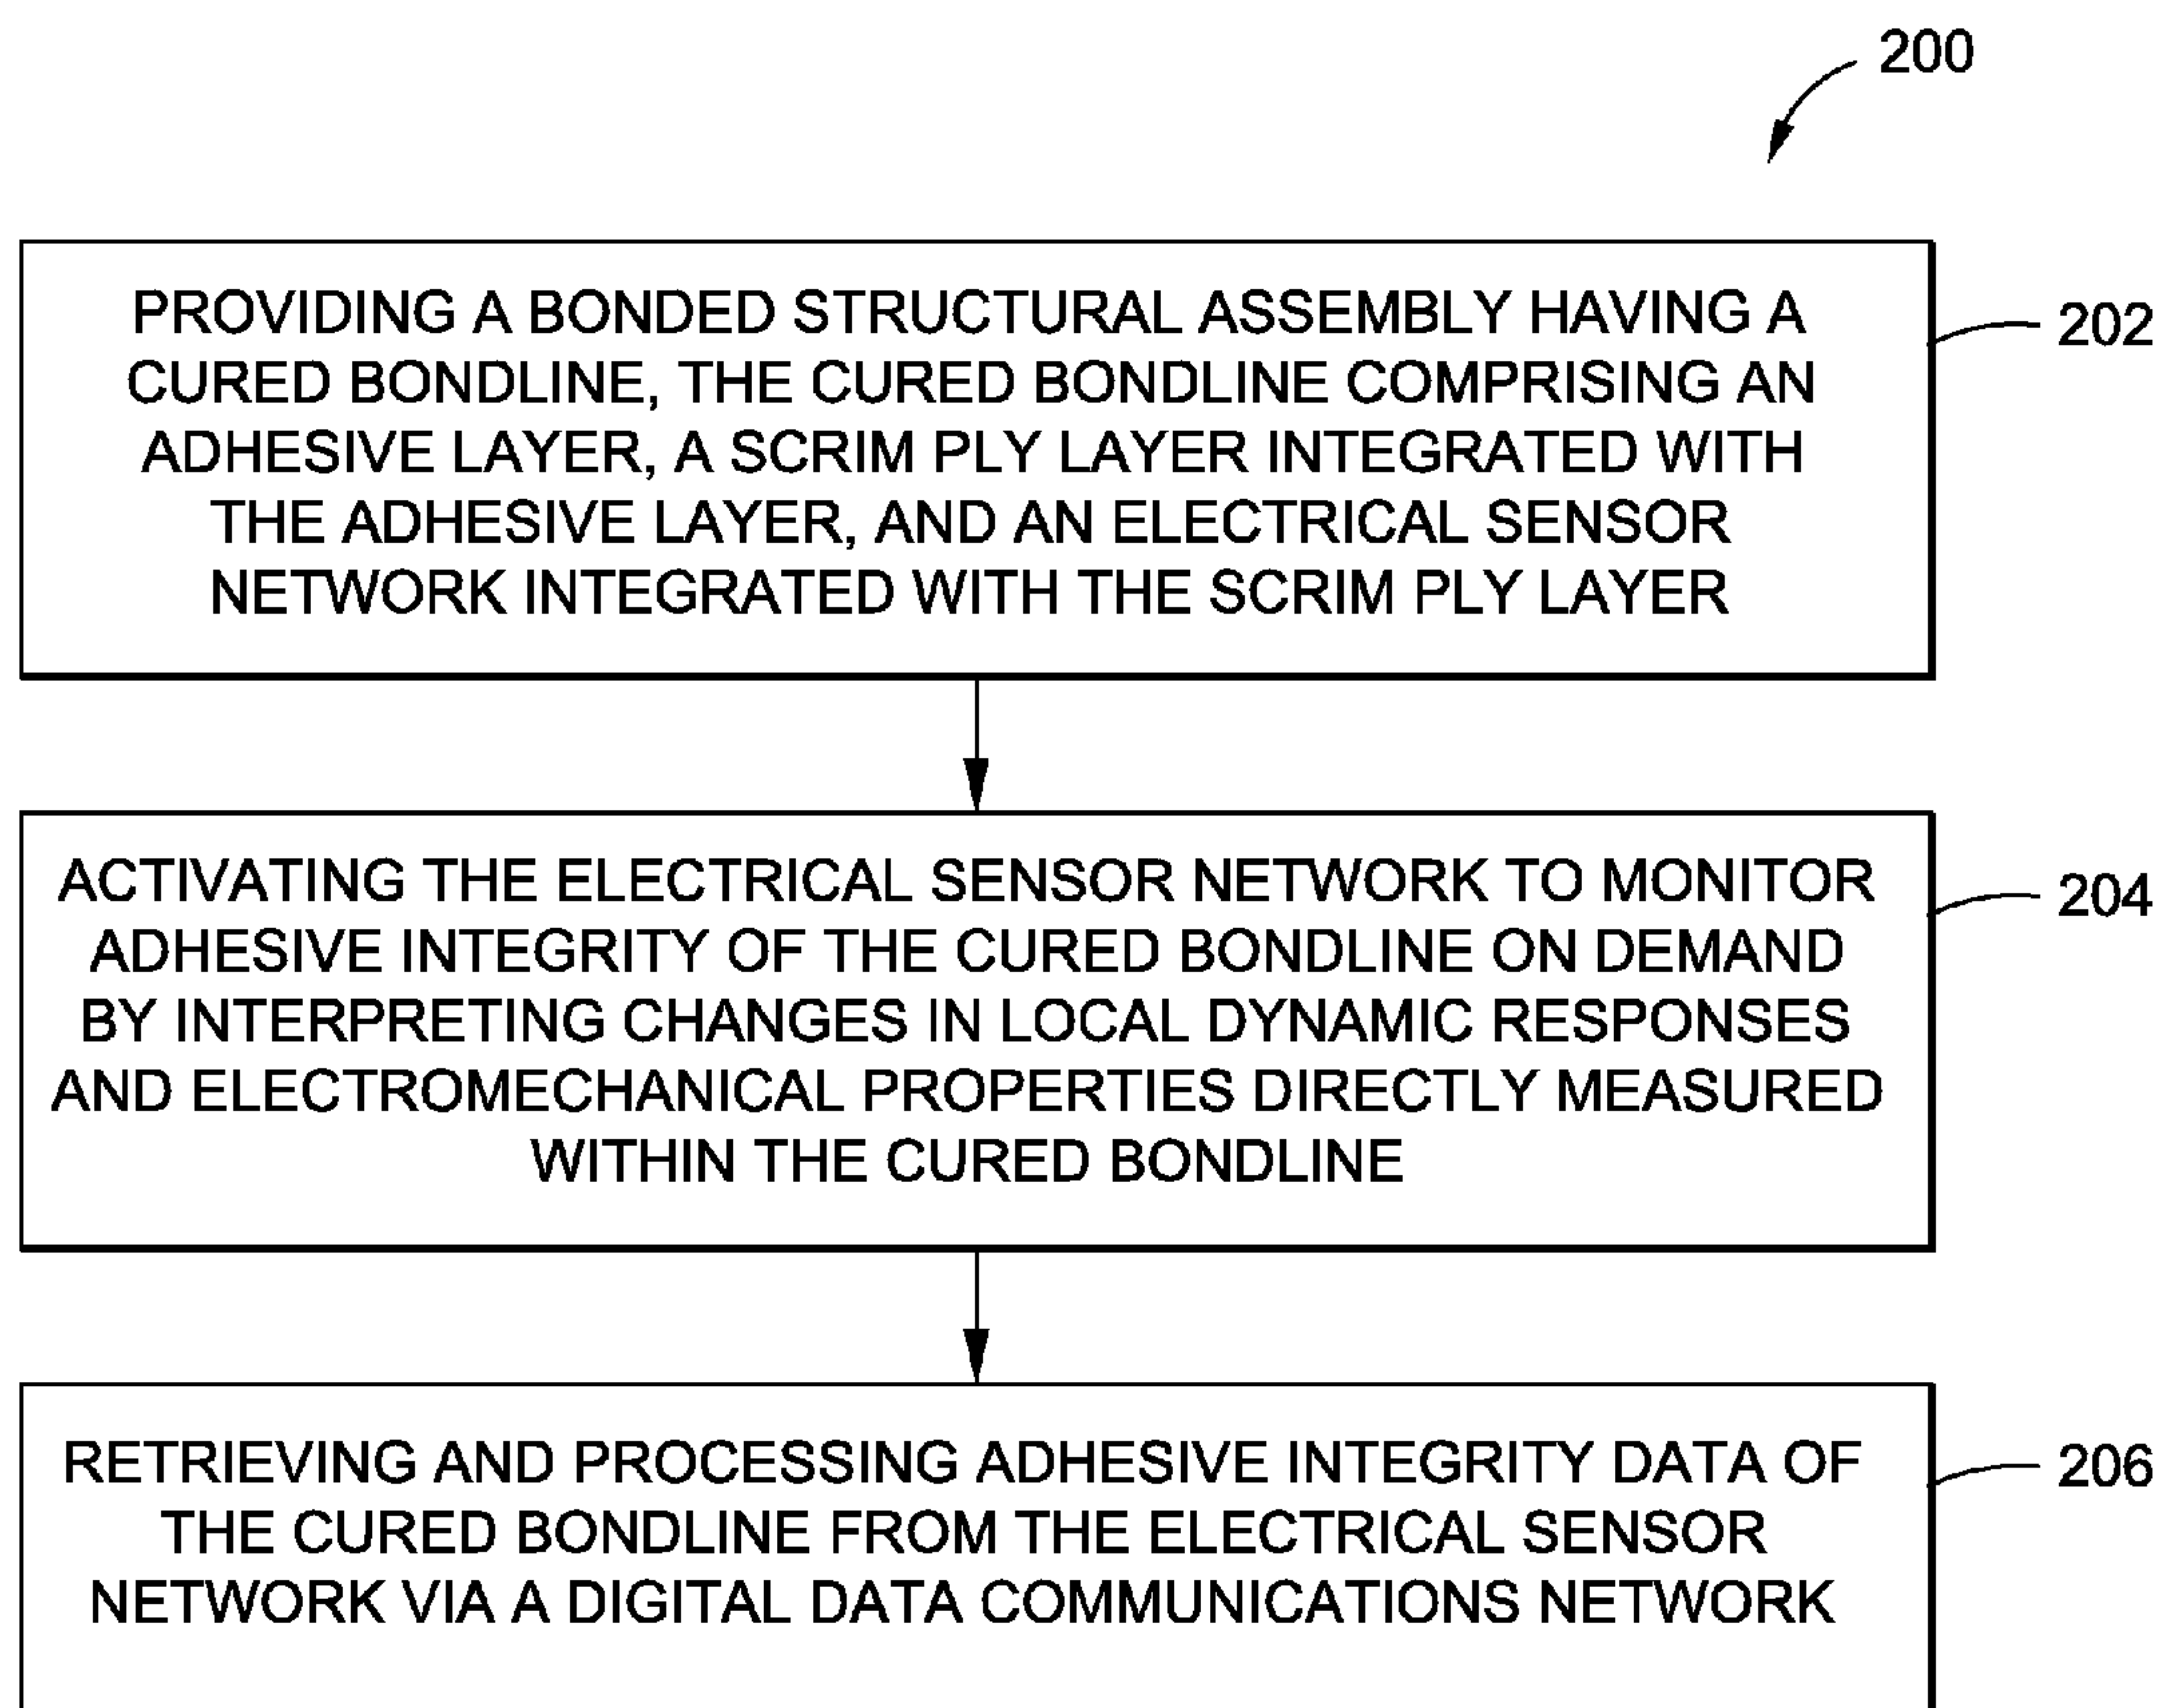 200
PROVIDING A BONDED STRUCTURAL ASSEMBLY HAVING A
CURED BONDLINE, THE CURED BONDLINE COMPRISING AN
ADHESIVE LAYER, A SCRIM PLY LAYER INTEGRATED WITH
THE ADHESIVE LAYER, AND AN ELECTRICAL SENSOR
NETWORK INTEGRATED WITH THE SCRIM PLY LAYER
202
ACTIVATING THE ELECTRICAL SENSOR NETWORK TO MONITOR
ADHESIVE INTEGRITY OF THE CURED BONDLINE ON DEMAND
BY INTERPRETING CHANGES IN LOCAL DYNAMIC RESPONSES
AND ELECTROMECHANICAL PROPERTIES DIRECTLY MEASURED
WITHIN THE CURED BONDLINE
204
RETRIEVING AND PROCESSING ADHESIVE INTEGRITY DATA OF
THE CURED BONDLINE FROM THE ELECTRICAL SENSOR
NETWORK VIA A DIGITAL DATA COMMUNICATIONS NETWORK
206